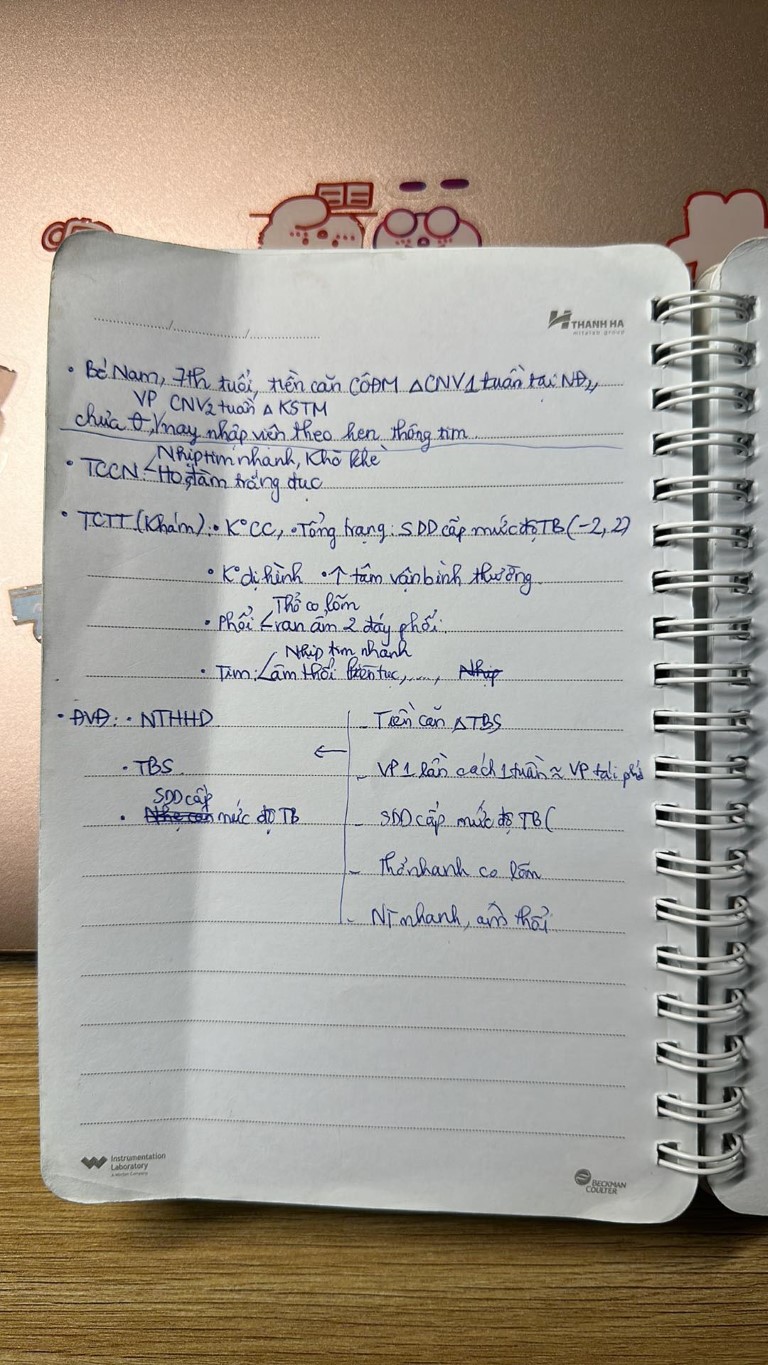 THANH HA
• Bé Nam, 7th tuổi, tiền căn CÔĐM ΔCNV1 tuần tại NĐ2,
VP CNV2 tuần Δ KSTM
chưa θ, nay nhập viện theo hẹn thông tim
• TCCN: Nhịp tim nhanh, Khò khè
Ho, đàm trắng đục
• TCTT (Khám): • K°CC, • Tổng trạng: SDD cấp mức độ TB (-2, 2)
• K° dị hình • ↑ tâm vận bình thường
Thở co lõm
• Phổi < ran ẩm 2 đáy phổi.
Nhịp tim nhanh
• Tim: < âm thổi liên tục, ...,
• ĐVĐ: • NTHHD
• TBS
SDD cấp
• mức độ TB
←
- Tiền căn ΔTBS
- VP 1 lần cách 1 tuần ≈ VP tái phá
- SDD cấp mức độ TB (
- Thở nhanh co lõm
- NT nhanh, âm thổi
Instrumentation
Laboratory
BECKMAN
COULTER